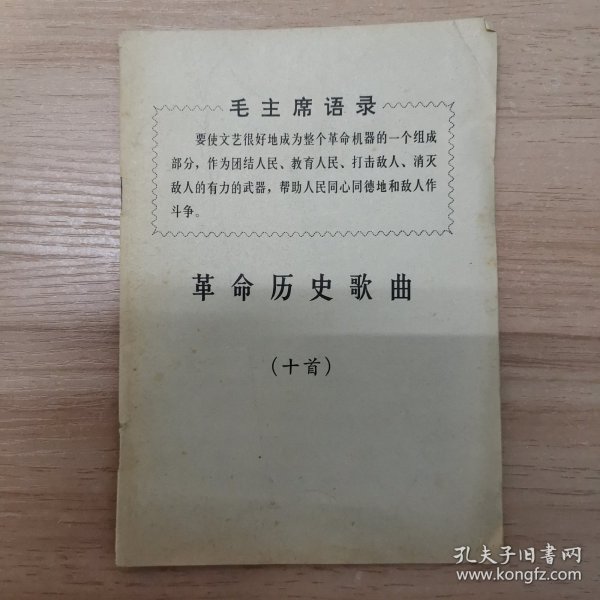 毛主席语录
要使文艺很好地成为整个革命机器的一个组成
部分，作为团结人民、教育人民、打击敌人、消灭
敌人的有力的武器，帮助人民同心同德地和敌人作
斗争。
革命历史歌曲
（十首）
孔夫子旧书网
www.kongfz.com